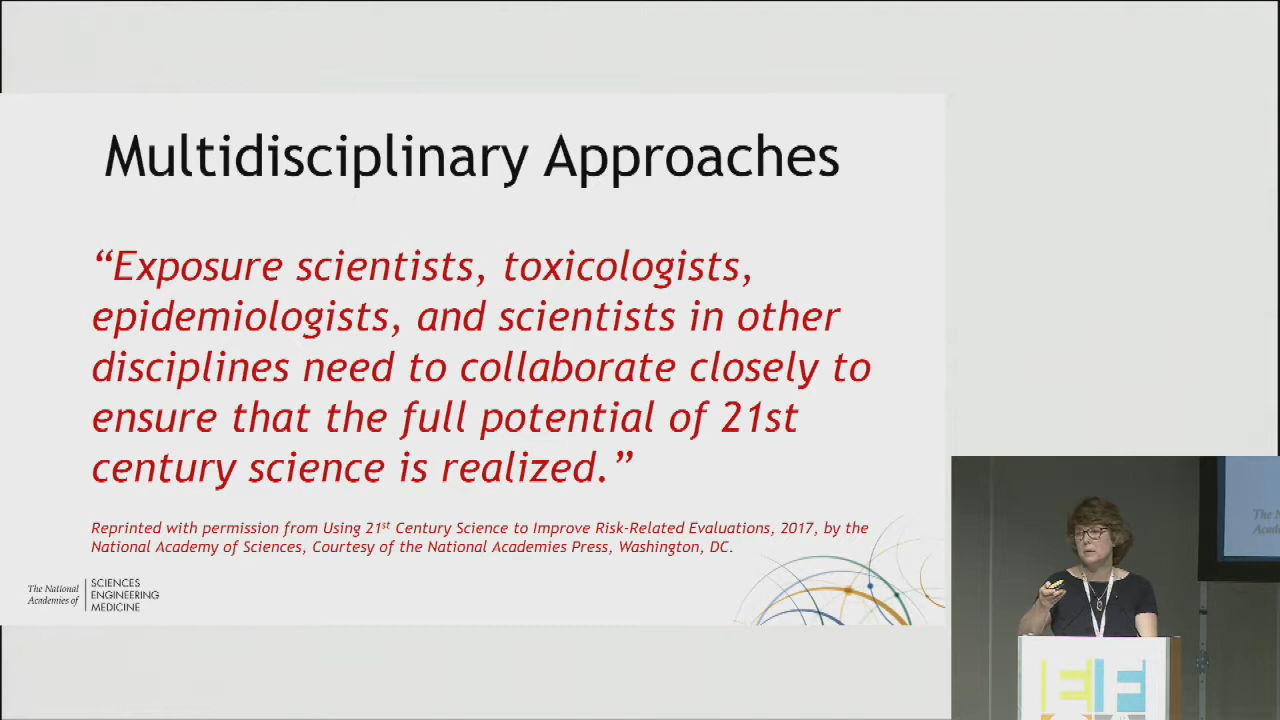 Multidisciplinary Approaches
“Exposure scientists, toxicologists,
epidemiologists, and scientists in other
disciplines need to collaborate closely to
ensure that the full potential of 21st
century science is realized.”
Reprinted with permission from Using 21st Century Science to Improve Risk-Related Evaluations, 2017, by the
National Academy of Sciences, Courtesy of the National Academies Press, Washington, DC.
The National
Academies of
SCIENCES
ENGINEERING
MEDICINE
The N
Acade
EF